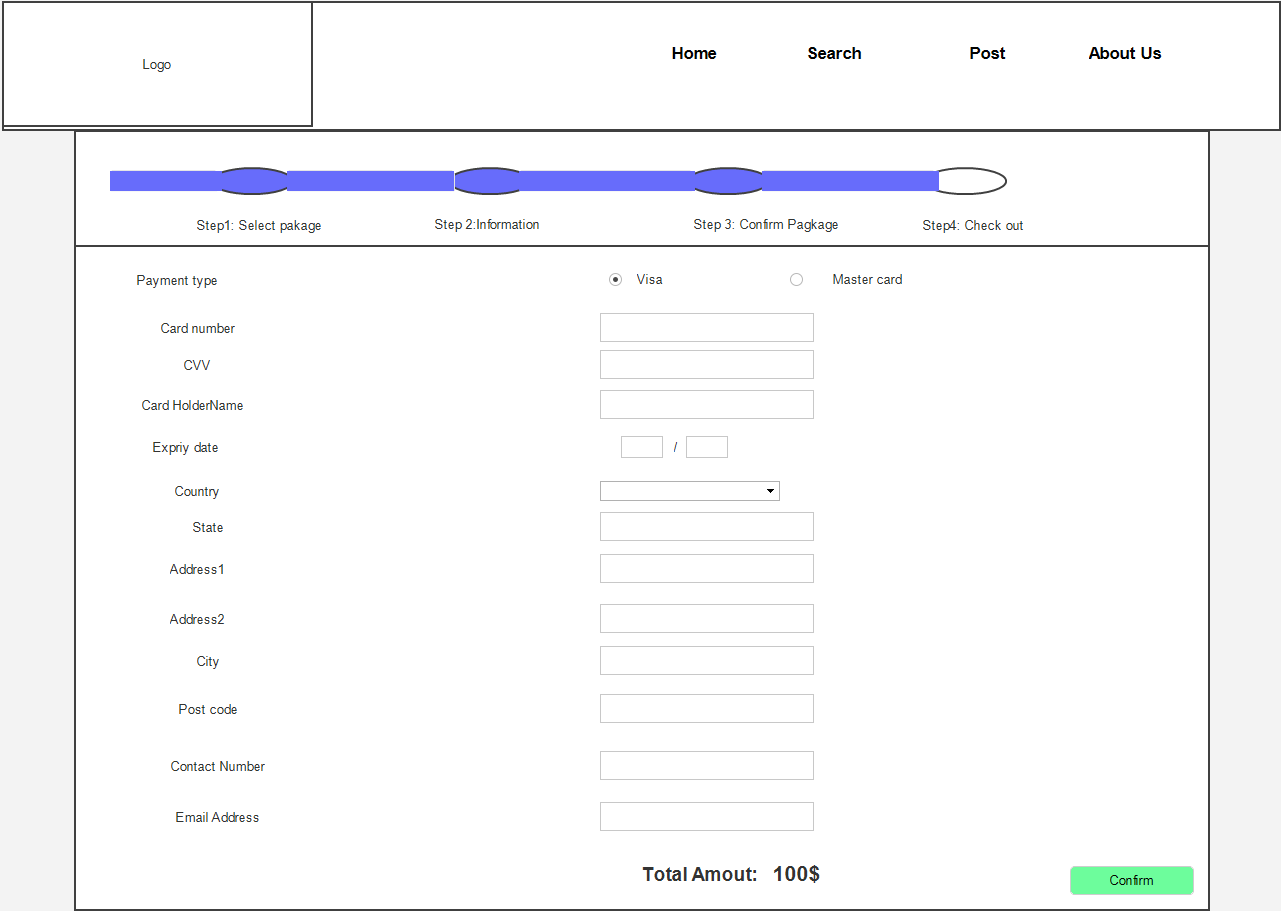 Logo
Home Search Post About Us
Step1: Select pakage Step 2:Information Step 3: Confirm Pagkage Step4: Check out
Payment type Visa Master card
Card number
CVV
Card HolderName
Expriy date /
Country
State
Address1
Address2
City
Post code
Contact Number
Email Address
Total Amout: 100$
Confirm